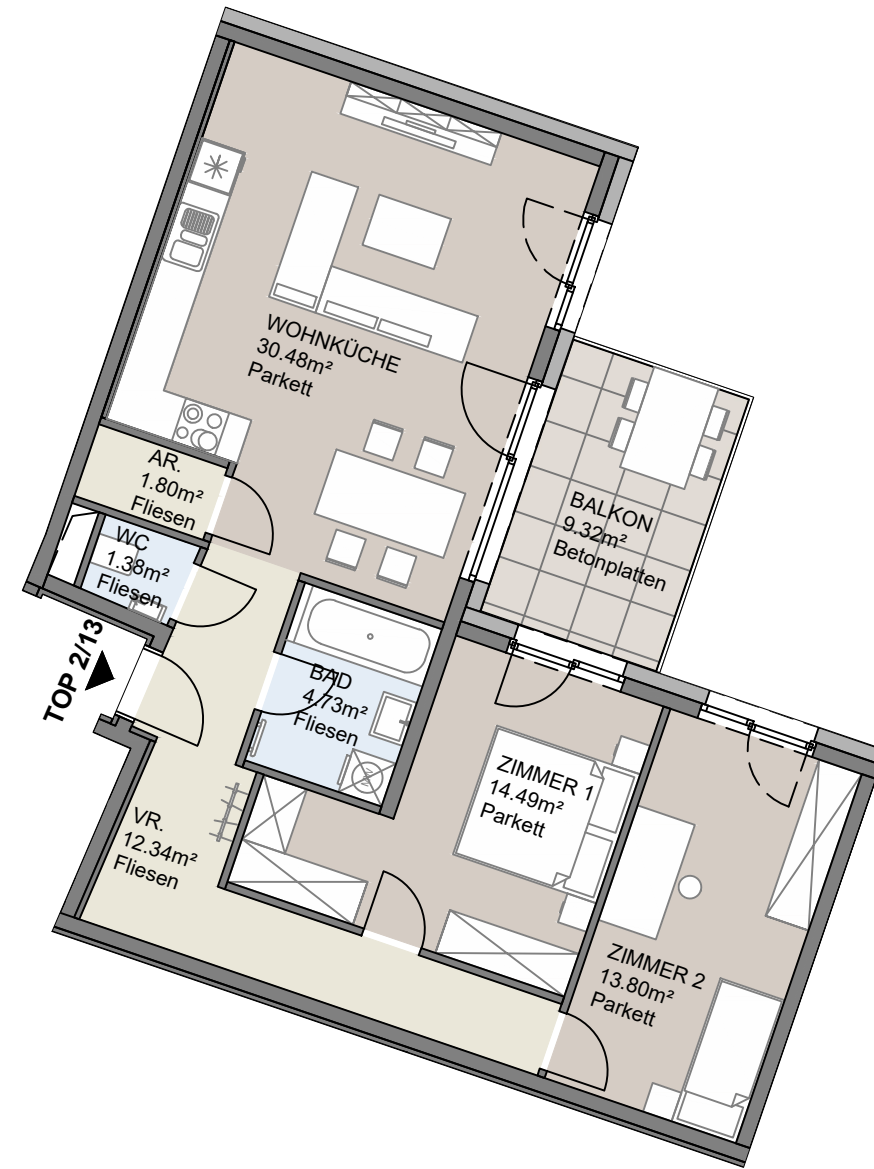 WOHNKÜCHE
30.48m²
Parkett
AR.
1.80m²
Fliesen
WC
1.38m²
Fliesen
BALKON
9.32m²
Betonplatten
TOP 2/13
BAD
4.73m²
Fliesen
ZIMMER 1
14.49m²
Parkett
VR.
12.34m²
Fliesen
ZIMMER 2
13.80m²
Parkett